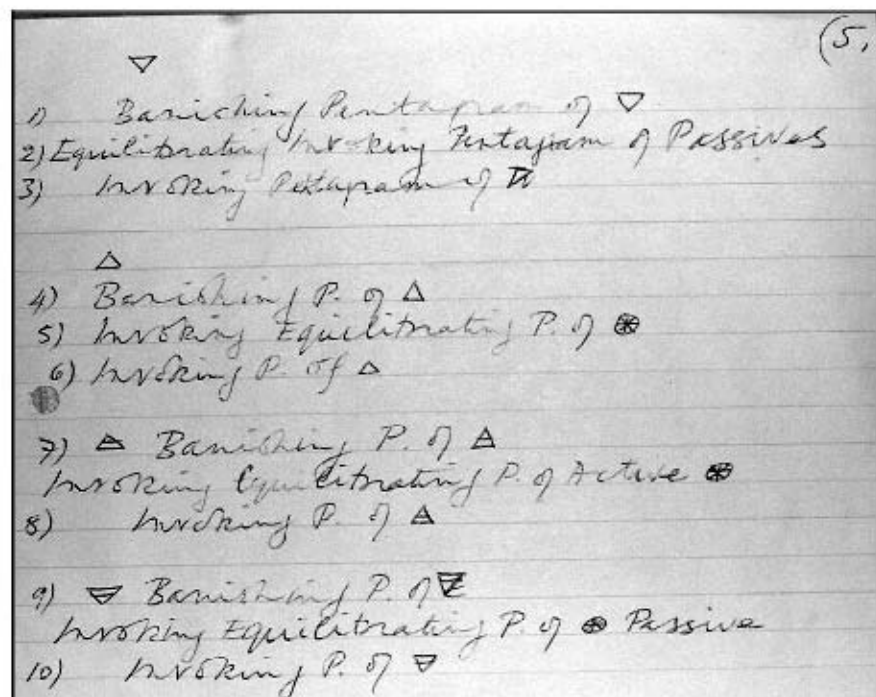 (5,
▽
1) Banishing Pentagram of ▽
2) Equilibrating Invoking Pentagram of Passives
3) Invoking Pentagram of
△
4) Banishing P. of △
5) Invoking Equilibrating P. of ⊛
6) Invoking P. of △
7) 🜁 Banishing P. of 🜁
Invoking Equilibrating P. of Active ⊛
8) Invoking P. of 🜁
9) 🜃 Banishing P. of 🜃
Invoking Equilibrating P. of ⊛ Passive
10) Invoking P. of 🜃